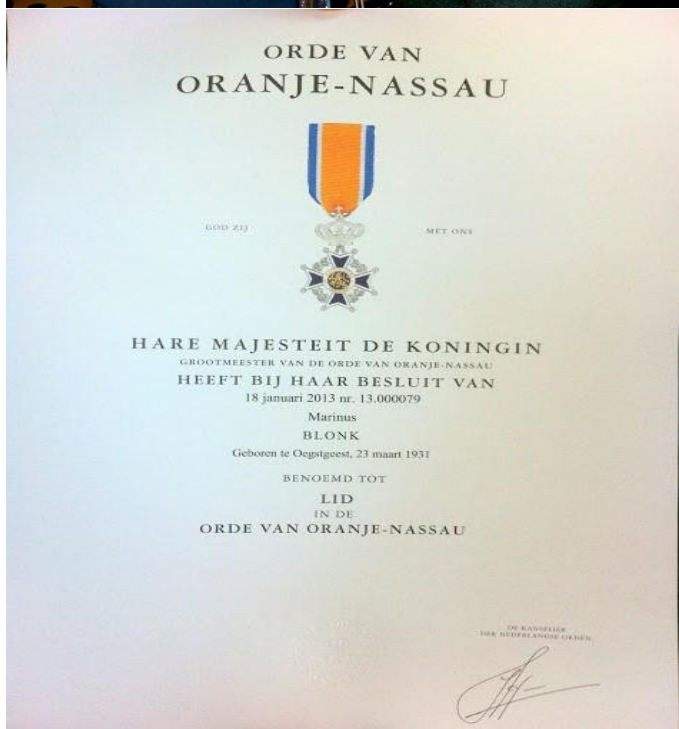 ORDE VAN
ORANJE-NASSAU
GOD ZIJ MET ONS
HARE MAJESTEIT DE KONINGIN
GROOTMEESTER VAN DE ORDE VAN ORANJE-NASSAU
HEEFT BIJ HAAR BESLUIT VAN
18 januari 2013 nr. 13.000079
Marinus
BLONK
Geboren te Oegstgeest, 23 maart 1931
BENOEMD TOT
LID
IN DE
ORDE VAN ORANJE-NASSAU
DE KANSELIER
DER NEDERLANDSE ORDEN,